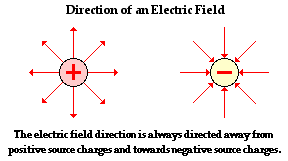 Direction of an Electric Field
+
−
The electric field direction is always directed away from
positive source charges and towards negative source charges.